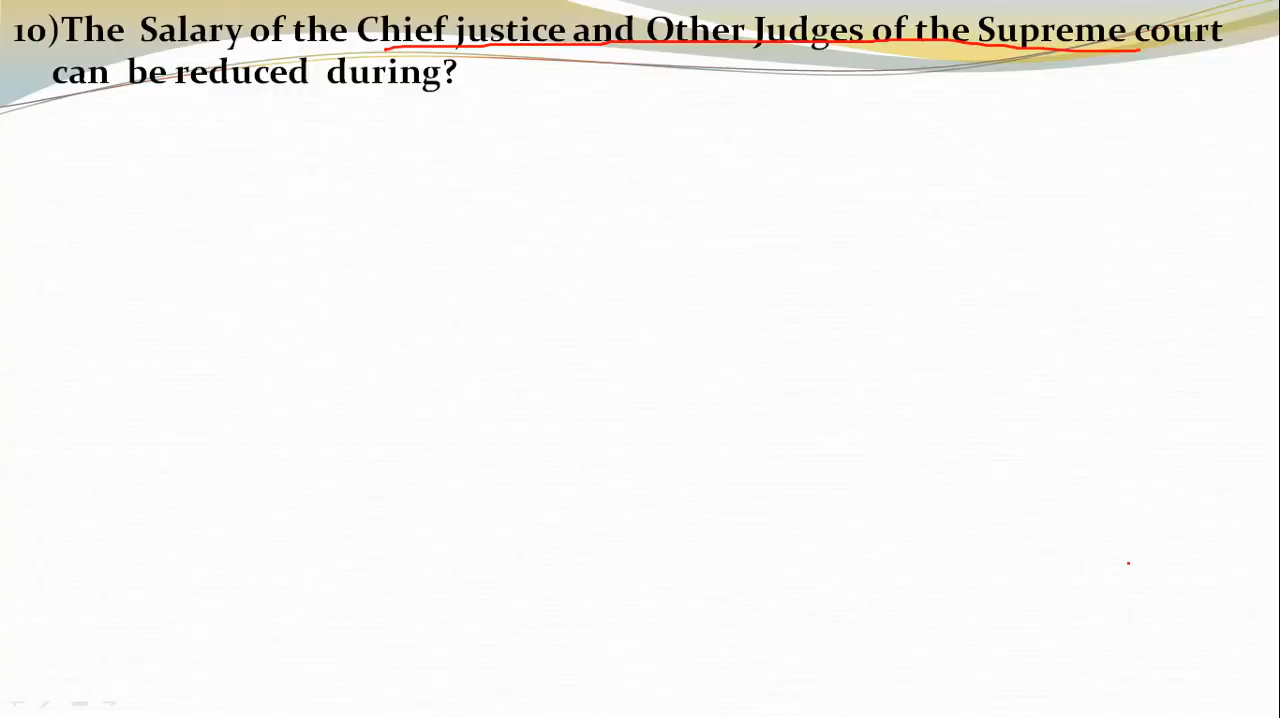 10)The Salary of the Chief justice and Other Judges of the Supreme court
can be reduced during?